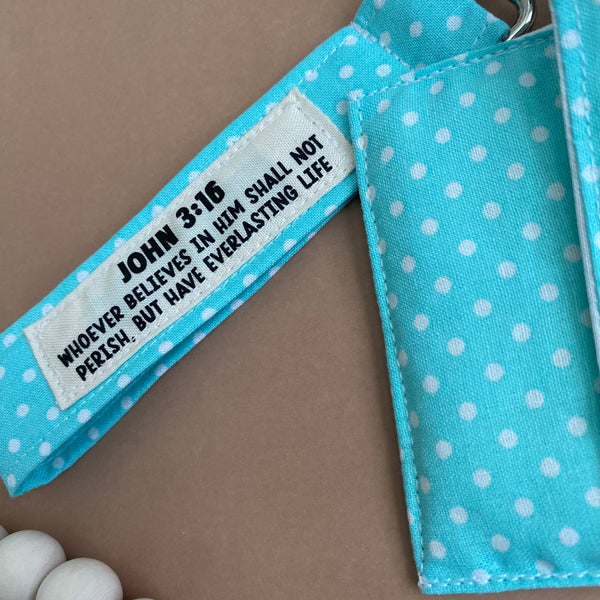 JOHN 3:16
WHOEVER BELIEVES IN HIM SHALL NOT
PERISH, BUT HAVE EVERLASTING LIFE